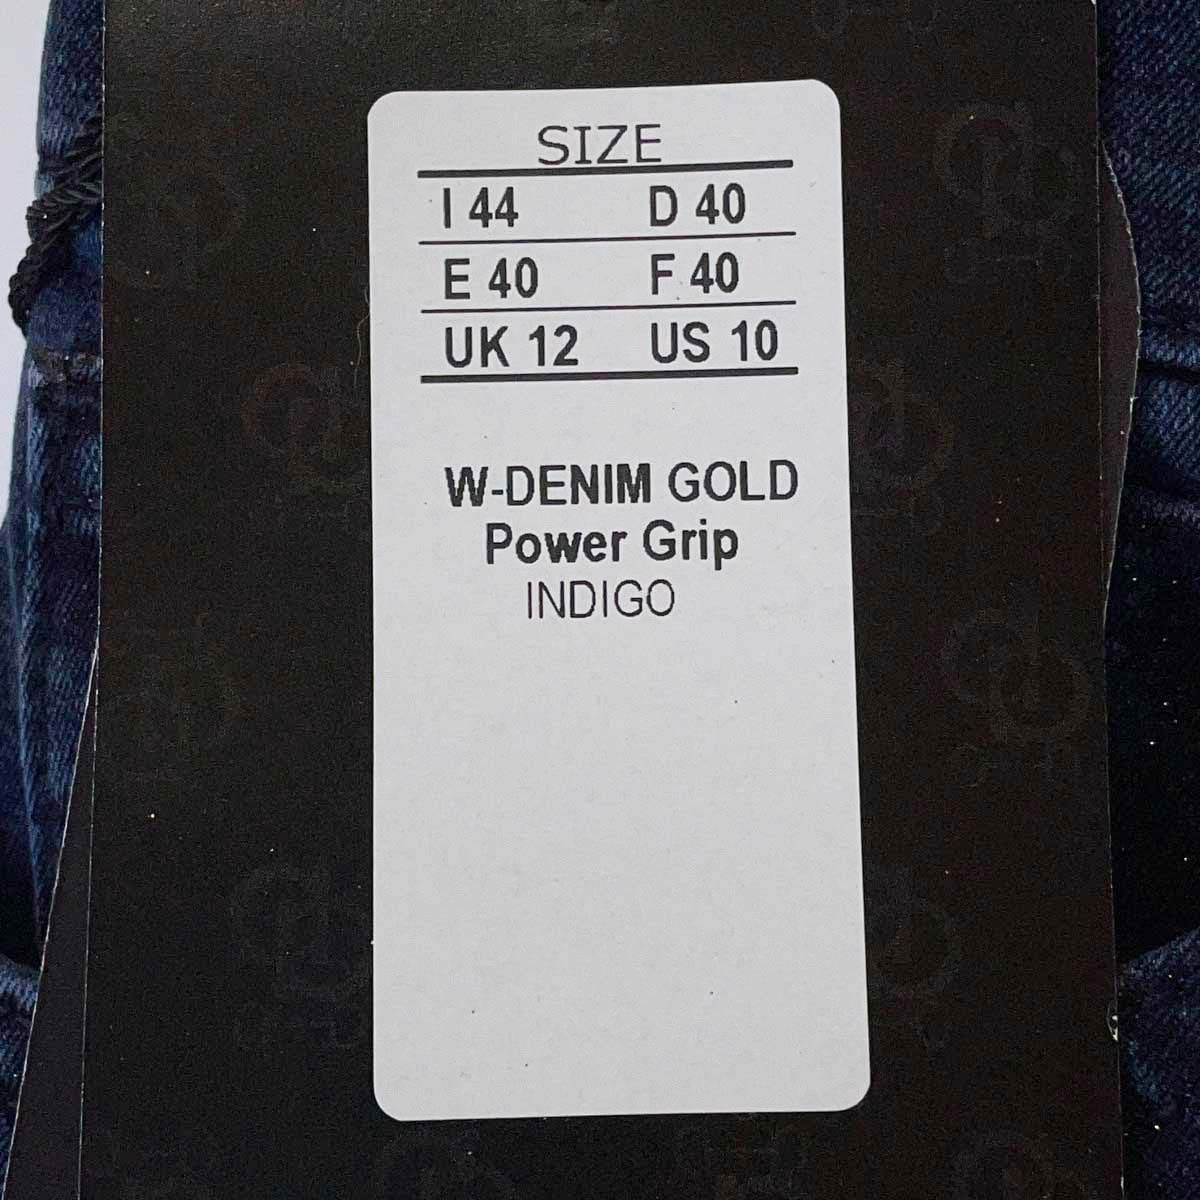 SIZE
I 44 D 40
E 40 F 40
UK 12 US 10
W-DENIM GOLD
Power Grip
INDIGO